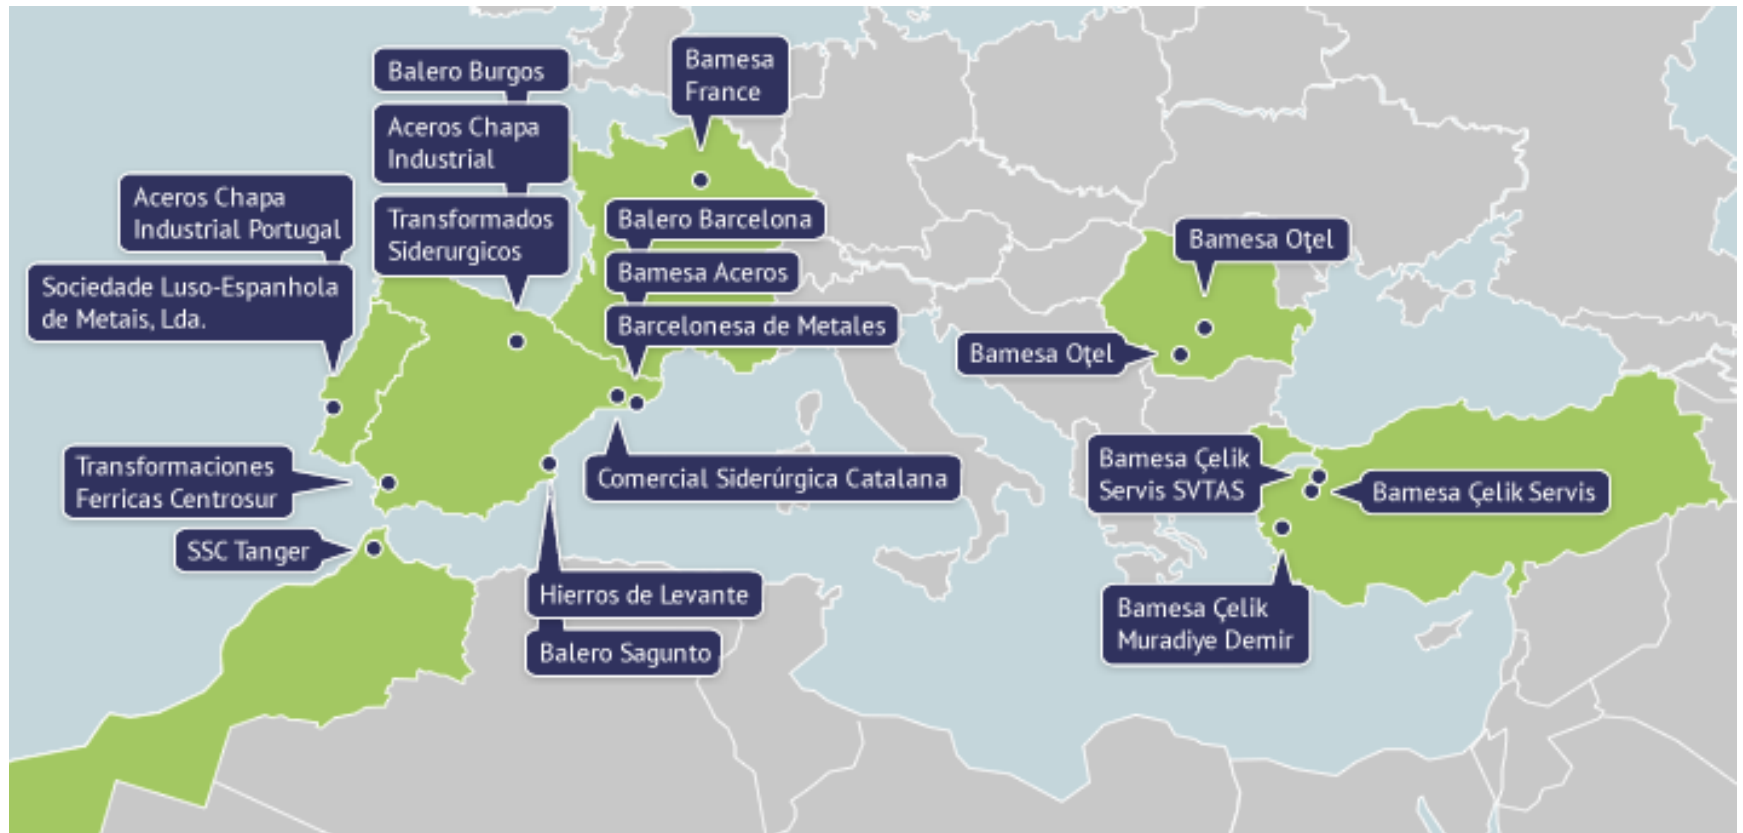 Balero Burgos
Aceros Chapa
Industrial
Transformados
Siderurgicos
Bamesa
France
Aceros Chapa
Industrial Portugal
Sociedade Luso-Espanhola
de Metais, Lda.
Balero Barcelona
Bamesa Aceros
Barcelonesa de Metales
Bamesa Oţel
Bamesa Oţel
Transformaciones
Ferricas Centrosur
SSC Tanger
Comercial Siderúrgica Catalana
Hierros de Levante
Balero Sagunto
Bamesa Çelik
Servis SVTAS
Bamesa Çelik Servis
Bamesa Çelik
Muradiye Demir